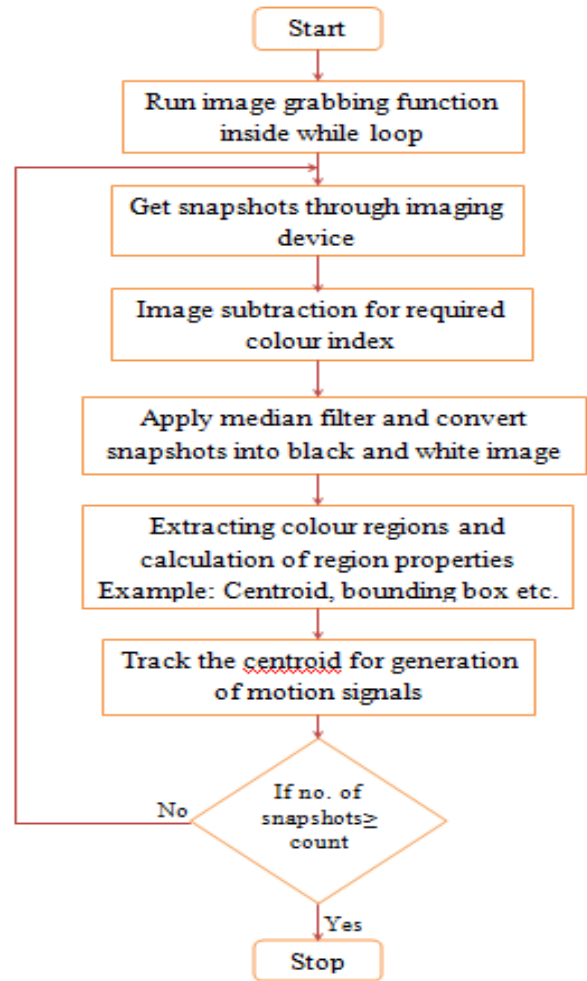 Start
Run image grabbing function
inside while loop
Get snapshots through imaging
device
Image subtraction for required
colour index
Apply median filter and convert
snapshots into black and white image
Extracting colour regions and
calculation of region properties
Example: Centroid, bounding box etc.
Track the centroid for generation
of motion signals
If no. of
snapshots≥
count
No
Yes
Stop